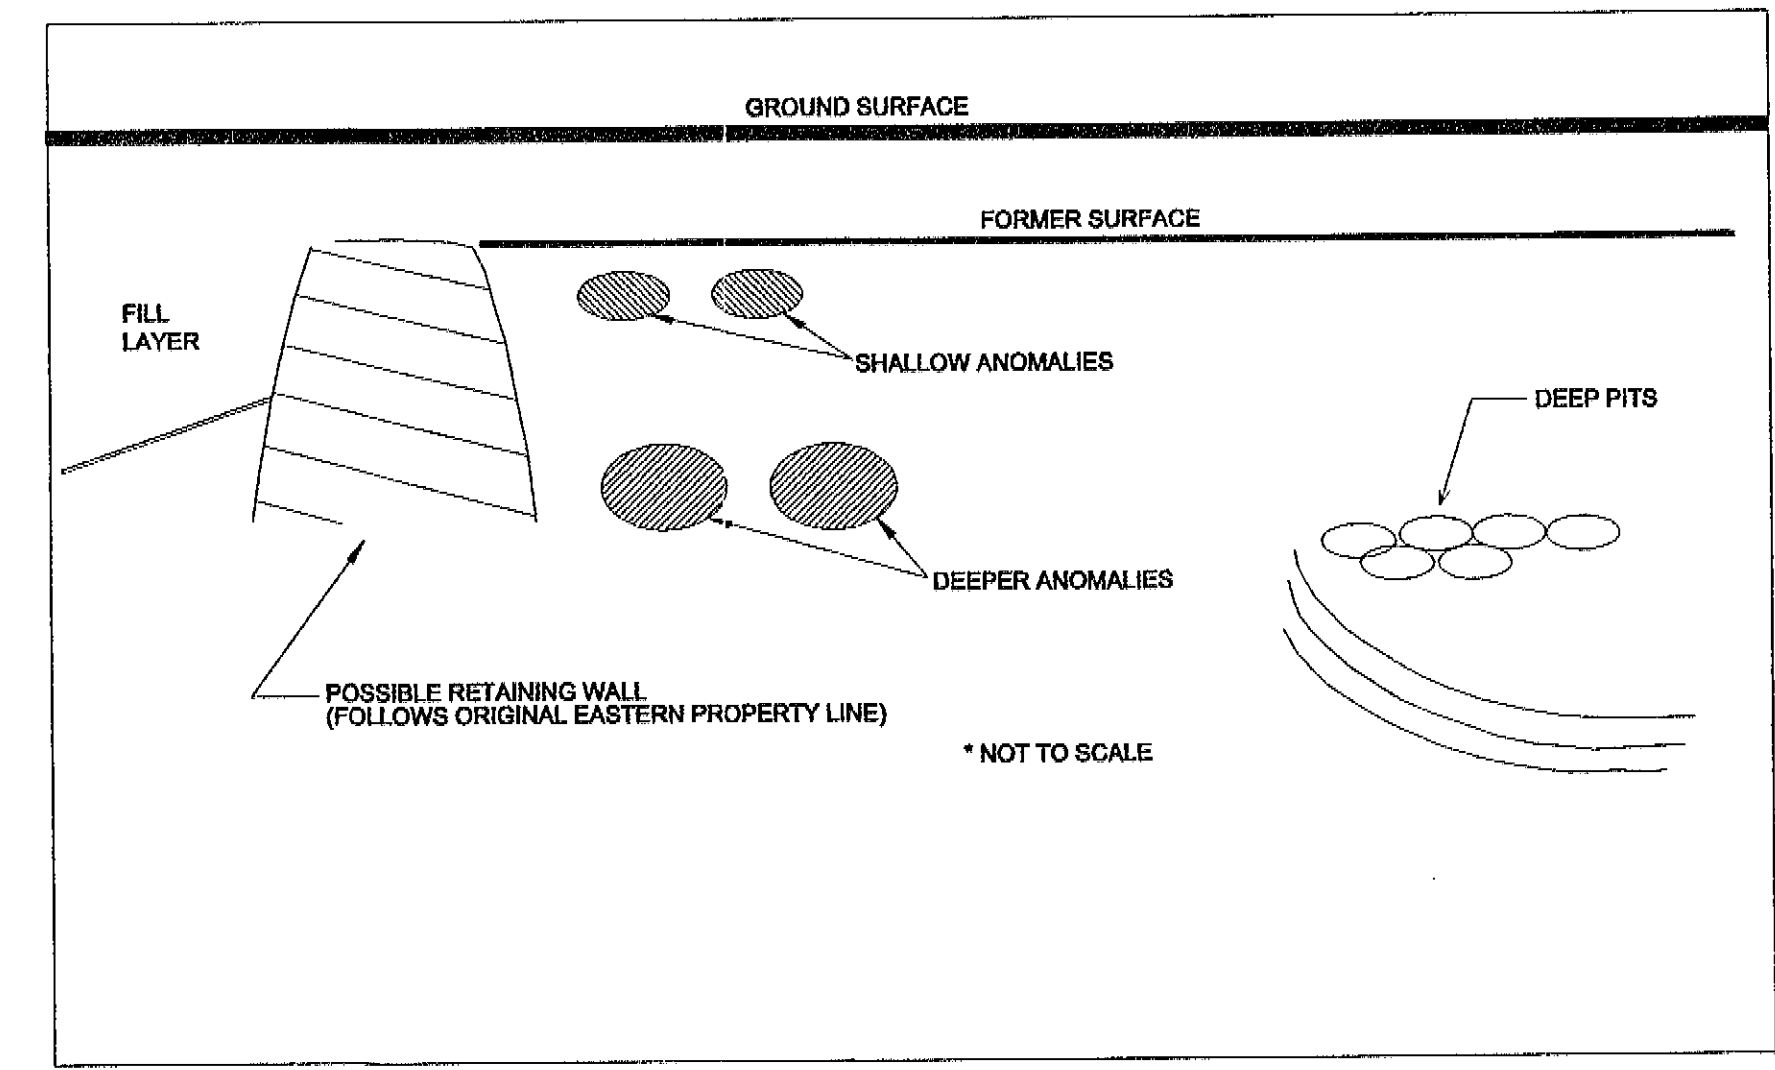 GROUND SURFACE
FORMER SURFACE
FILL
LAYER
SHALLOW ANOMALIES
DEEP PITS
DEEPER ANOMALIES
POSSIBLE RETAINING WALL
(FOLLOWS ORIGINAL EASTERN PROPERTY LINE)
* NOT TO SCALE